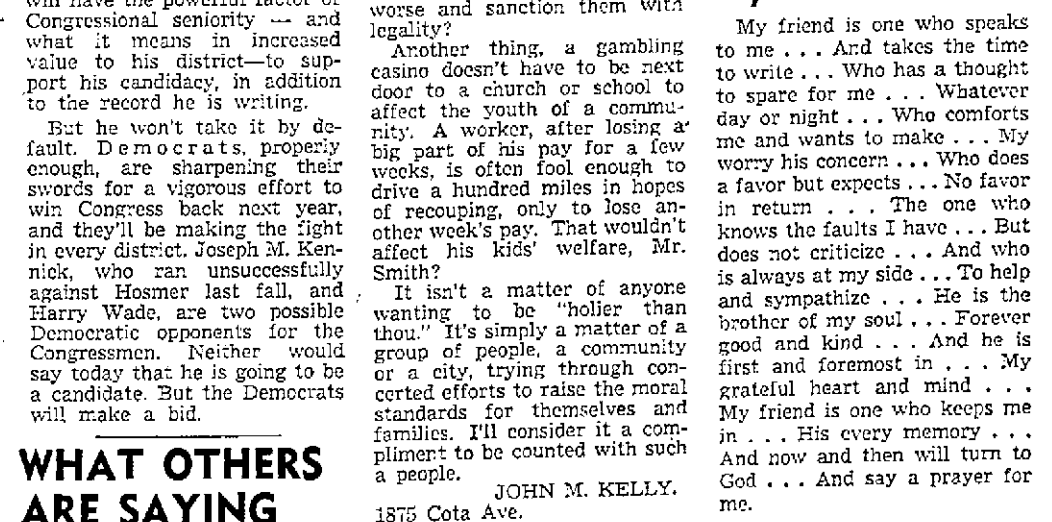 will have the powerful factor of
Congressional seniority — and
what it means in increased
value to his district—to sup-
port his candidacy, in addition
to the record he is writing.
But he won't take it by de-
fault. Democrats, properly
enough, are sharpening their
swords for a vigorous effort to
win Congress back next year,
and they'll be making the fight
in every district. Joseph M. Ken-
nick, who ran unsuccessfully
against Hosmer last fall, and
Harry Wade, are two possible
Democratic opponents for the
Congressmen. Neither would
say today that he is going to be
a candidate. But the Democrats
will make a bid.
WHAT OTHERS
ARE SAYING
worse and sanction them with
legality?
Another thing, a gambling
casino doesn't have to be next
door to a church or school to
affect the youth of a commu-
nity. A worker, after losing a
big part of his pay for a few
weeks, is often fool enough to
drive a hundred miles in hopes
of recouping, only to lose an-
other week's pay. That wouldn't
affect his kids' welfare, Mr.
Smith?
It isn't a matter of anyone
wanting to be "holier than
thou." It's simply a matter of a
group of people, a community
or a city, trying through con-
certed efforts to raise the moral
standards for themselves and
families. I'll consider it a com-
pliment to be counted with such
a people.
JOHN M. KELLY.
1875 Cota Ave.
My friend is one who speaks
to me . . . And takes the time
to write . . . Who has a thought
to spare for me . . . Whatever
day or night . . . Who comforts
me and wants to make . . . My
worry his concern . . . Who does
a favor but expects . . . No favor
in return . . . The one who
knows the faults I have . . . But
does not criticize . . . And who
is always at my side . . . To help
and sympathize . . . He is the
brother of my soul . . . Forever
good and kind . . . And he is
first and foremost in . . . My
grateful heart and mind . . .
My friend is one who keeps me
in . . . His every memory . . .
And now and then will turn to
God . . . And say a prayer for
me.